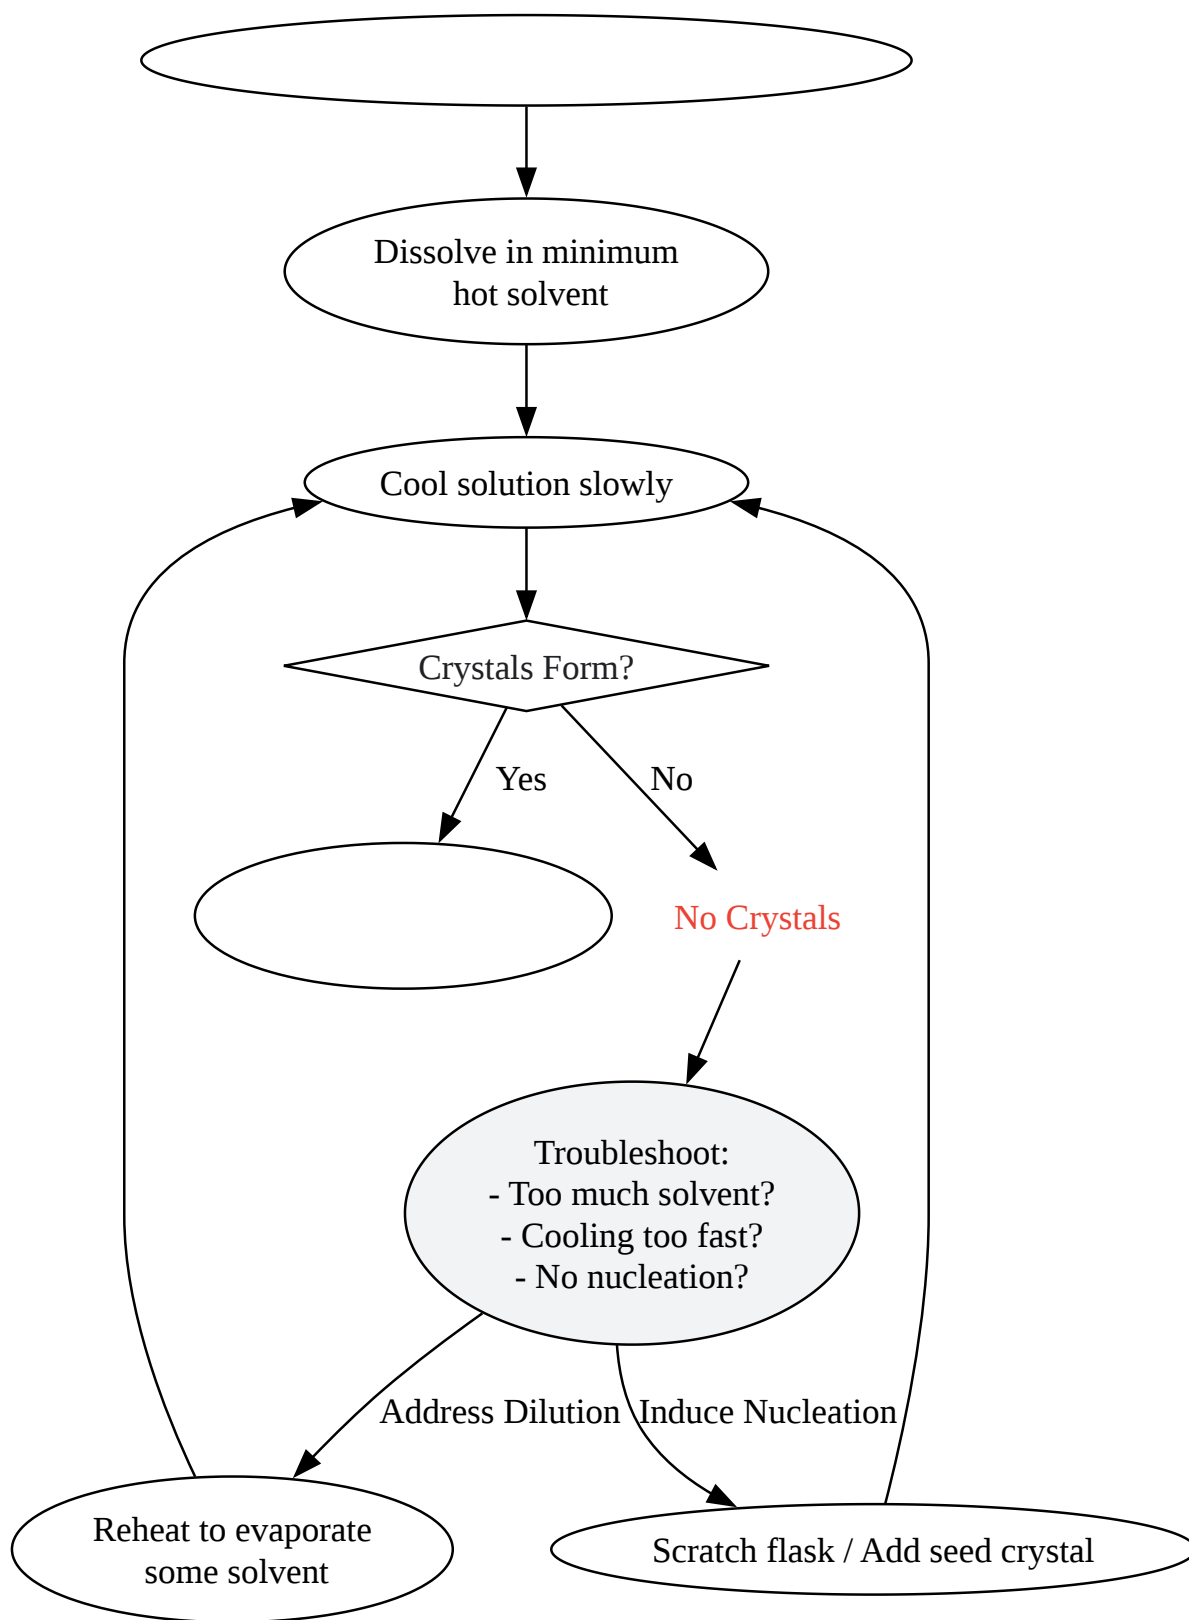 Dissolve in minimum
hot solvent
Cool solution slowly
Crystals Form?
Yes
No
No Crystals
Troubleshoot:
- Too much solvent?
- Cooling too fast?
- No nucleation?
Address Dilution
Induce Nucleation
Reheat to evaporate
some solvent
Scratch flask / Add seed crystal